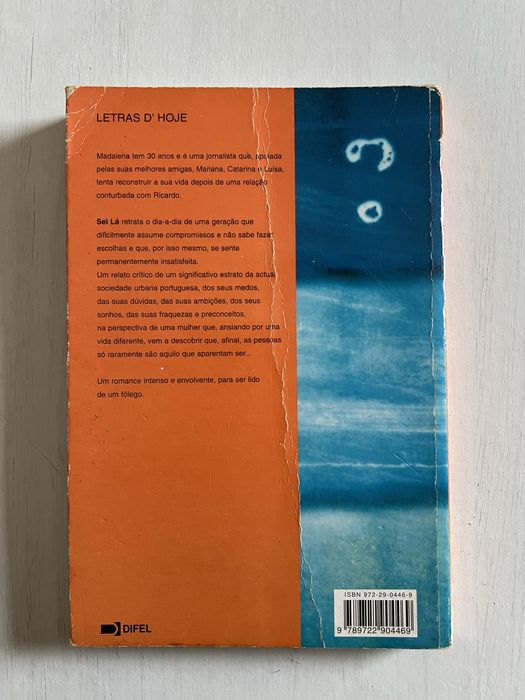 LETRAS D' HOJE
Madalena tem 30 anos e é uma jornalista que, apoiada
pelas suas melhores amigas, Mariana, Catarina e Luísa,
tenta reconstruir a sua vida depois de uma relação
conturbada com Ricardo.
Sei Lá retrata o dia-a-dia de uma geração que
dificilmente assume compromissos e não sabe fazer
escolhas e que, por isso mesmo, se sente
permanentemente insatisfeita.
Um relato crítico de um significativo estrato da actual
sociedade urbana portuguesa, dos seus medos,
das suas dúvidas, das suas ambições, dos seus
sonhos, das suas fraquezas e preconceitos,
na perspectiva de uma mulher que, ansiando por uma
vida diferente, vem a descobrir que, afinal, as pessoas
só raramente são aquilo que aparentam ser...
Um romance intenso e envolvente, para ser lido
de um fôlego.
ISBN 972-29-0446-9
9 789722 904469
DIFEL